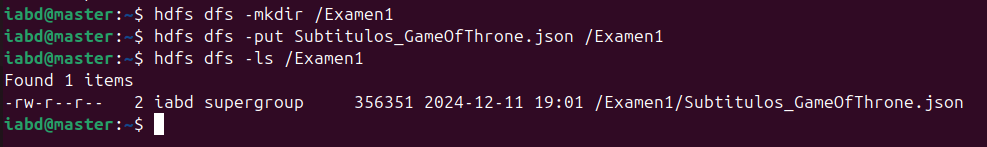 iabd@master:~$ hdfs dfs -mkdir /Examen1
iabd@master:~$ hdfs dfs -put Subtitulos_GameOfThrone.json /Examen1
iabd@master:~$ hdfs dfs -ls /Examen1
Found 1 items
-rw-r--r--   2 iabd supergroup     356351 2024-12-11 19:01 /Examen1/Subtitulos_GameOfThrone.json
iabd@master:~$